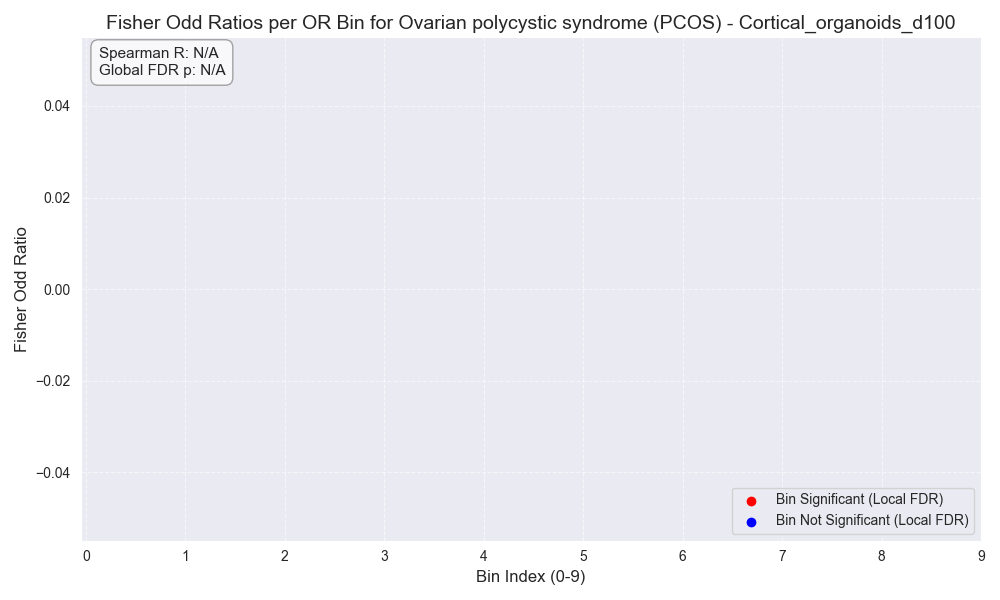 Fisher Odd Ratios per OR Bin for Ovarian polycystic syndrome (PCOS) - Cortical_organoids_d100
Spearman R: N/A
Global FDR p: N/A
0.04
0.02
0.00
−0.02
−0.04
Fisher Odd Ratio
Bin Significant (Local FDR)
Bin Not Significant (Local FDR)
0 1 2 3 4 5 6 7 8 9
Bin Index (0-9)